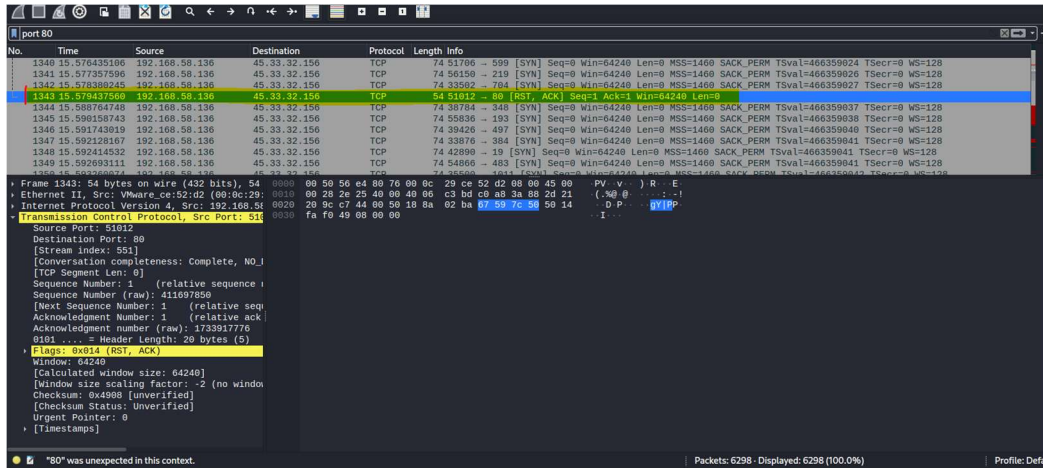 port 80
No. Time Source Destination Protocol Length Info
1340 15.576435106 192.168.58.136 45.33.32.156 TCP 74 51706 → 599 [SYN] Seq=0 Win=64240 Len=0 MSS=1460 SACK_PERM TSval=466359024 TSecr=0 WS=128
1341 15.577357596 192.168.58.136 45.33.32.156 TCP 74 56150 → 219 [SYN] Seq=0 Win=64240 Len=0 MSS=1460 SACK_PERM TSval=466359026 TSecr=0 WS=128
1342 15.578380245 192.168.58.136 45.33.32.156 TCP 74 33502 → 704 [SYN] Seq=0 Win=64240 Len=0 MSS=1460 SACK_PERM TSval=466359027 TSecr=0 WS=128
1343 15.579437560 192.168.58.136 45.33.32.156 TCP 54 51012 → 80 [RST, ACK] Seq=1 Ack=1 Win=64240 Len=0
1344 15.588764748 192.168.58.136 45.33.32.156 TCP 74 38784 → 348 [SYN] Seq=0 Win=64240 Len=0 MSS=1460 SACK_PERM TSval=466359037 TSecr=0 WS=128
1345 15.590158743 192.168.58.136 45.33.32.156 TCP 74 55836 → 193 [SYN] Seq=0 Win=64240 Len=0 MSS=1460 SACK_PERM TSval=466359038 TSecr=0 WS=128
1346 15.591743019 192.168.58.136 45.33.32.156 TCP 74 39426 → 497 [SYN] Seq=0 Win=64240 Len=0 MSS=1460 SACK_PERM TSval=466359040 TSecr=0 WS=128
1347 15.592128167 192.168.58.136 45.33.32.156 TCP 74 33876 → 384 [SYN] Seq=0 Win=64240 Len=0 MSS=1460 SACK_PERM TSval=466359041 TSecr=0 WS=128
1348 15.592414532 192.168.58.136 45.33.32.156 TCP 74 42890 → 19 [SYN] Seq=0 Win=64240 Len=0 MSS=1460 SACK_PERM TSval=466359041 TSecr=0 WS=128
1349 15.592693111 192.168.58.136 45.33.32.156 TCP 74 54866 → 483 [SYN] Seq=0 Win=64240 Len=0 MSS=1460 SACK_PERM TSval=466359041 TSecr=0 WS=128
Frame 1343: 54 bytes on wire (432 bits), 54 0000 00 50 56 e4 80 76 00 0c 29 ce 52 d2 08 00 45 00 ·PV··v·· )·R···E·
Ethernet II, Src: VMware_ce:52:d2 (00:0c:29: 0010 00 28 2e 25 40 00 40 06 c3 bd c0 a8 3a 88 2d 21 ·(.%@·@· ····:·-!
Internet Protocol Version 4, Src: 192.168.58 0020 20 9c c7 44 00 50 18 8a 02 ba 67 59 7c 50 50 14 ··D·P·· ··gY|PP·
Transmission Control Protocol, Src Port: 510 0030 fa f0 49 08 00 00 ··I···
Source Port: 51012
Destination Port: 80
[Stream index: 551]
[Conversation completeness: Complete, NO_
[TCP Segment Len: 0]
Sequence Number: 1 (relative sequence
Sequence Number (raw): 411697850
[Next Sequence Number: 1 (relative sequ
Acknowledgment Number: 1 (relative ack
Acknowledgment number (raw): 1733917776
0101 .... = Header Length: 20 bytes (5)
Flags: 0x014 (RST, ACK)
Window: 64240
[Calculated window size: 64240]
[Window size scaling factor: -2 (no window
Checksum: 0x4908 [unverified]
[Checksum Status: Unverified]
Urgent Pointer: 0
[Timestamps]
"80" was unexpected in this context. Packets: 6298 · Displayed: 6298 (100.0%) Profile: Defa